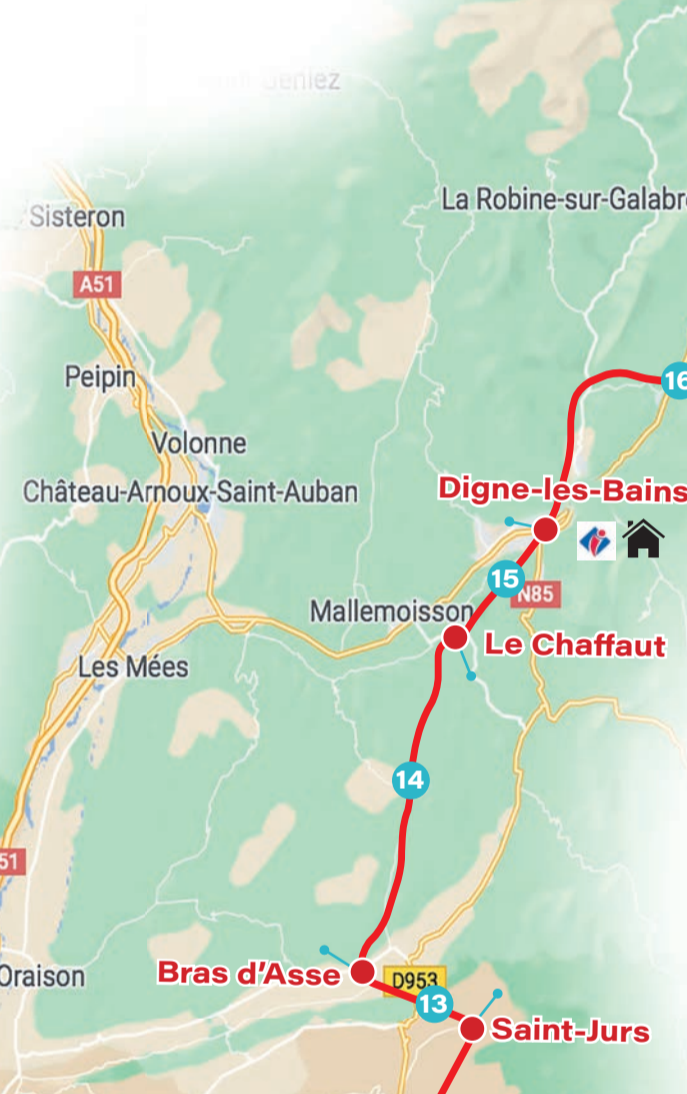 Sisteron
La Robine-sur-Galabr
A51
Peipin
16
Volonne
Château-Arnoux-Saint-Auban
Digne-les-Bains
15
N85
Mallemoisson
Le Chaffaut
Les Mées
14
51
Oraison
Bras d'Asse
D953
13
Saint-Jurs